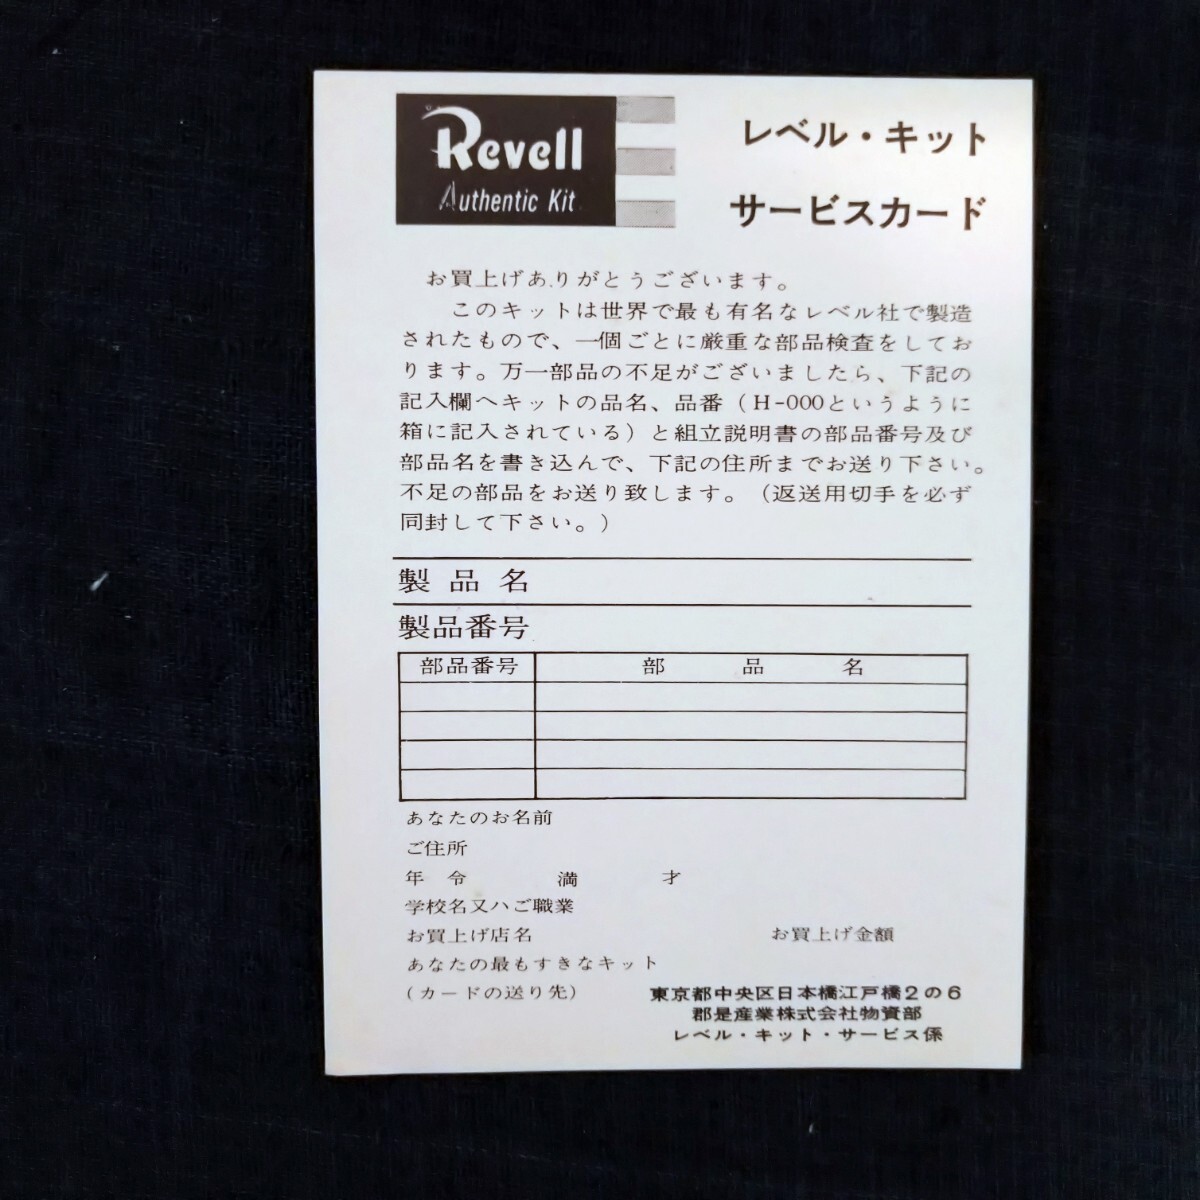 Revell
Authentic Kit
レベル・キット
サービスカード
お買上げありがとうございます。
このキットは世界で最も有名なレベル社で製造
されたもので、一個ごとに厳重な部品検査をしてお
ります。万一部品の不足がございましたら、下記の
記入欄へキットの品名、品番(H-000というように
箱に記入されている)と組立説明書の部品番号及び
部品名を書き込んで、下記の住所までお送り下さい。
不足の部品をお送り致します。(返送用切手を必ず
同封して下さい。)
製品名
製品番号
部品番号 部品名
あなたのお名前
ご住所
年令 満 才
学校名又ハご職業
お買上げ店名 お買上げ金額
あなたの最もすきなキット
(カードの送り先) 東京都中央区日本橋江戸橋2の6
郡是産業株式会社物資部
レベル・キット・サービス係